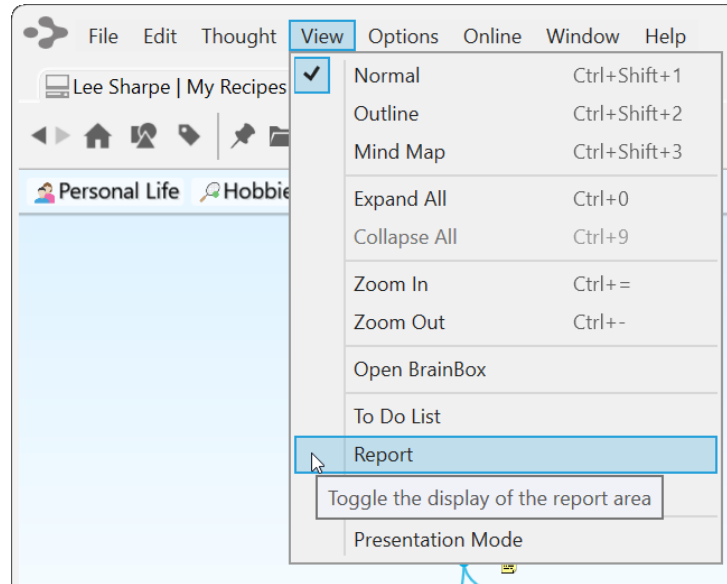 File Edit Thought View Options Online Window Help
Lee Sharpe | My Recipes
Normal Ctrl+Shift+1
Outline Ctrl+Shift+2
Mind Map Ctrl+Shift+3
Personal Life Hobbie
Expand All Ctrl+0
Collapse All Ctrl+9
Zoom In Ctrl+=
Zoom Out Ctrl+-
Open BrainBox
To Do List
Report
Toggle the display of the report area
Presentation Mode